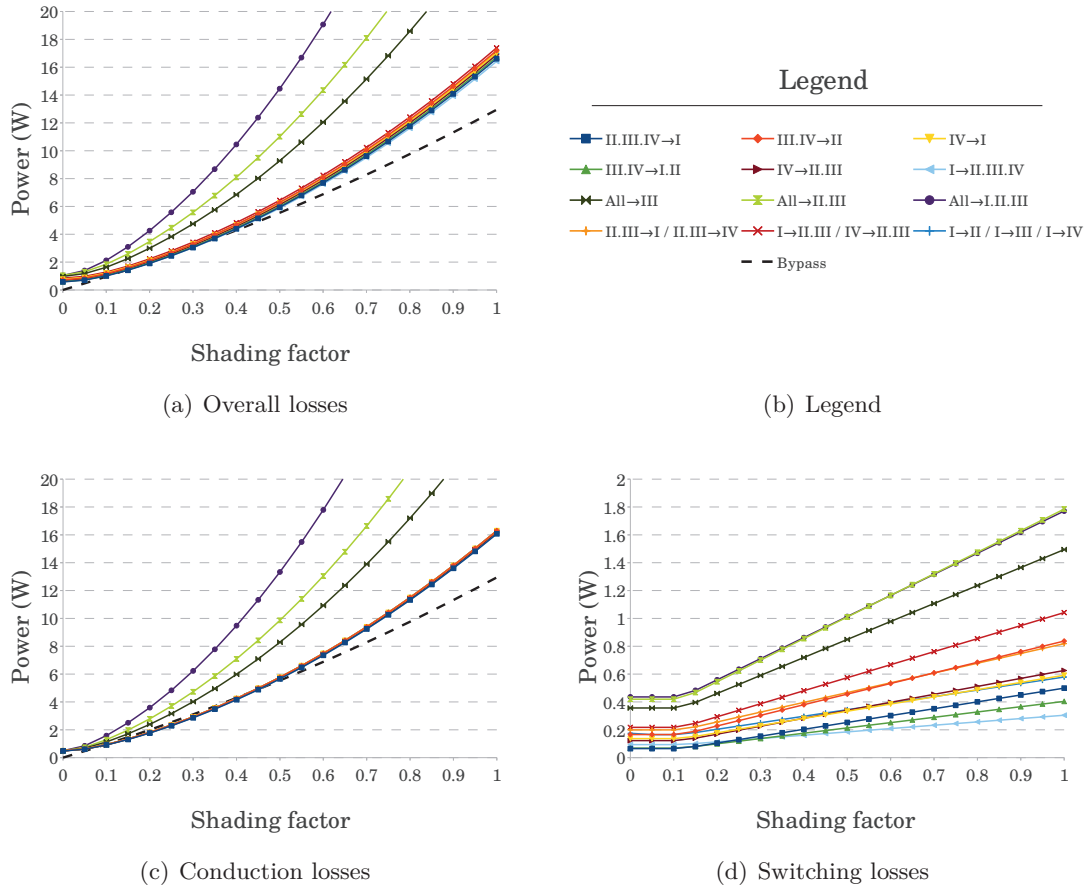 20
18
16
14
12
10
8
6
4
2
0
Power (W)
0 0.1 0.2 0.3 0.4 0.5 0.6 0.7 0.8 0.9 1
Shading factor
(a) Overall losses
Legend
II.III.IV→I III.IV→II IV→I
III.IV→I.II IV→II.III I→II.III.IV
All→III All→II.III All→I.II.III
II.III→I / II.III→IV I→II.III / IV→II.III I→II / I→III / I→IV
Bypass
(b) Legend
20
18
16
14
12
10
8
6
4
2
0
Power (W)
0 0.1 0.2 0.3 0.4 0.5 0.6 0.7 0.8 0.9 1
Shading factor
(c) Conduction losses
2
1.8
1.6
1.4
1.2
1
0.8
0.6
0.4
0.2
0
Power (W)
0 0.1 0.2 0.3 0.4 0.5 0.6 0.7 0.8 0.9 1
Shading factor
(d) Switching losses